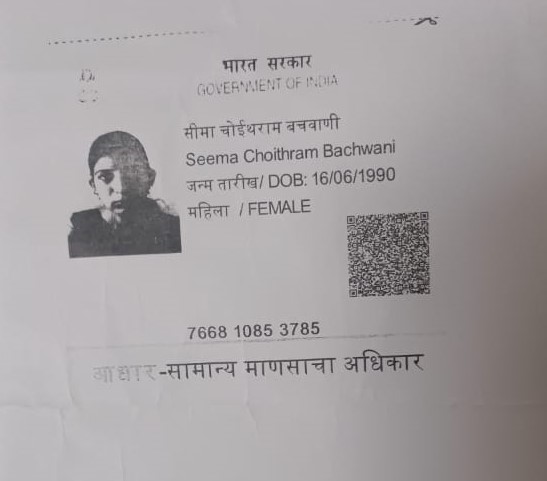 भारत सरकार
GOVERNMENT OF INDIA
सीमा चोईथराम बचवाणी
Seema Choithram Bachwani
जन्म तारीख/ DOB: 16/06/1990
महिला / FEMALE
7668 1085 3785
आधार-सामान्य माणसाचा अधिकार